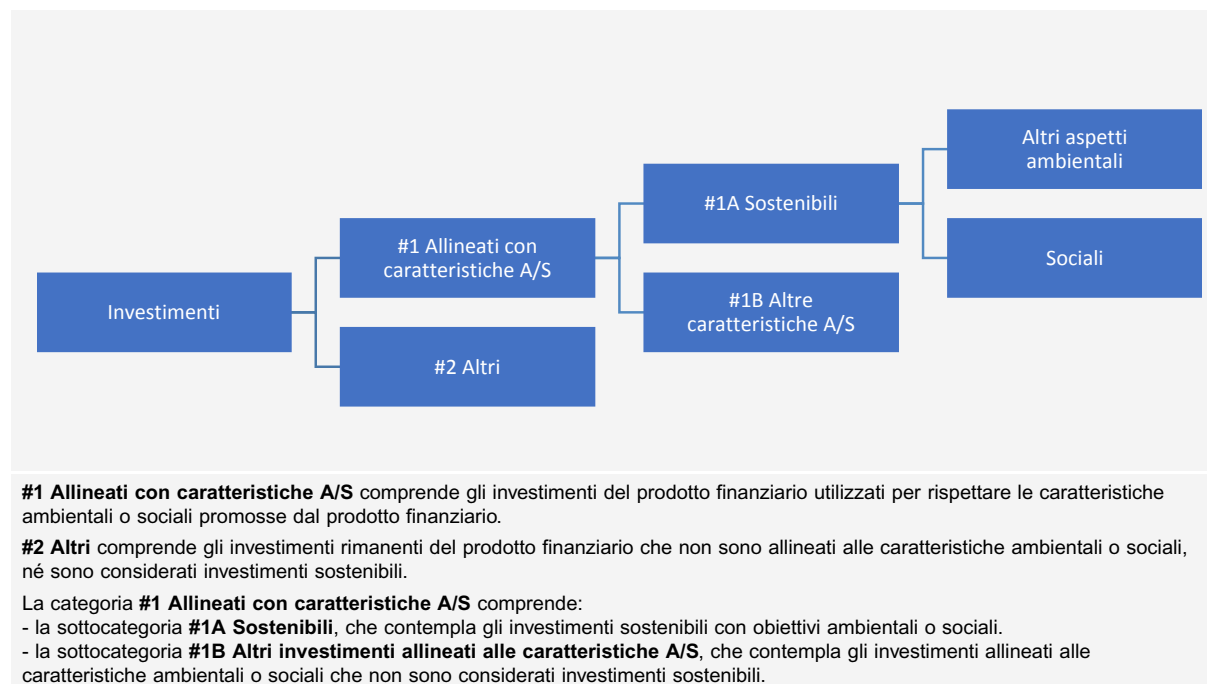 Altri aspetti
ambientali
#1A Sostenibili
#1 Allineati con
caratteristiche A/S
Sociali
Investimenti
#1B Altre
caratteristiche A/S
#2 Altri
#1 Allineati con caratteristiche A/S comprende gli investimenti del prodotto finanziario utilizzati per rispettare le caratteristiche
ambientali o sociali promosse dal prodotto finanziario.
#2 Altri comprende gli investimenti rimanenti del prodotto finanziario che non sono allineati alle caratteristiche ambientali o sociali,
né sono considerati investimenti sostenibili.
La categoria #1 Allineati con caratteristiche A/S comprende:
- la sottocategoria #1A Sostenibili, che contempla gli investimenti sostenibili con obiettivi ambientali o sociali.
- la sottocategoria #1B Altri investimenti allineati alle caratteristiche A/S, che contempla gli investimenti allineati alle
caratteristiche ambientali o sociali che non sono considerati investimenti sostenibili.